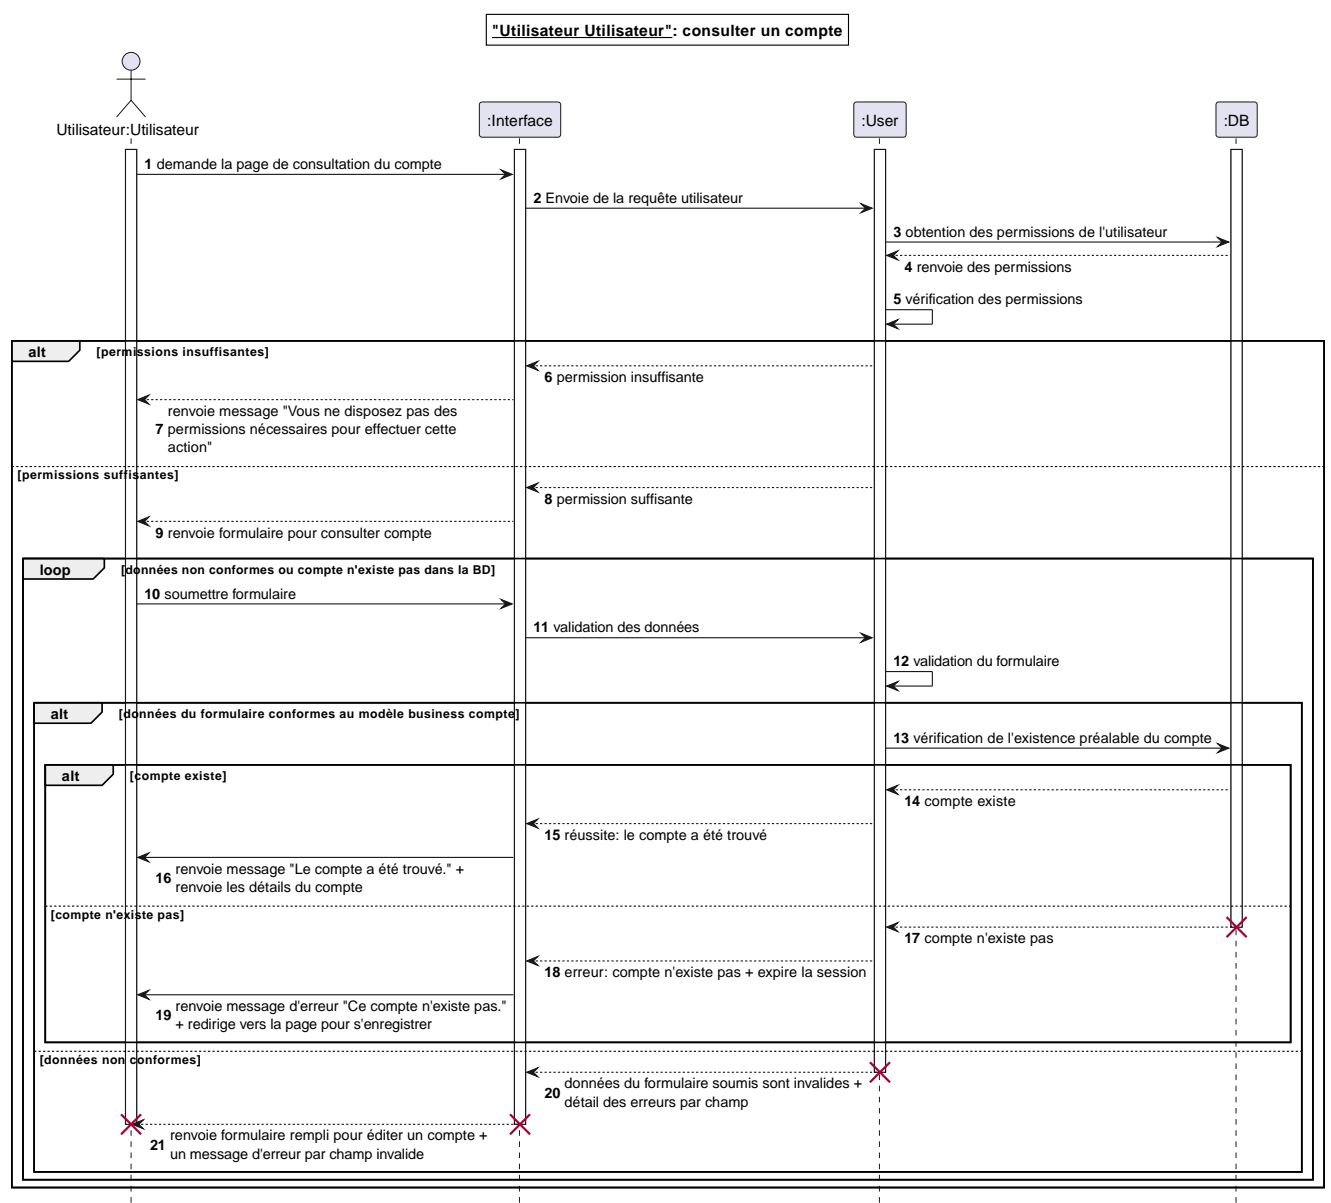 "Utilisateur Utilisateur": consulter un compte
Utilisateur:Utilisateur
:Interface
:User
:DB
1 demande la page de consultation du compte
2 Envoie de la requête utilisateur
3 obtention des permissions de l'utilisateur
4 renvoie des permissions
5 vérification des permissions
alt [permissions insuffisantes]
6 permission insuffisante
renvoie message "Vous ne disposez pas des
7 permissions nécessaires pour effectuer cette
action"
[permissions suffisantes]
8 permission suffisante
9 renvoie formulaire pour consulter compte
loop [données non conformes ou compte n'existe pas dans la BD]
10 soumettre formulaire
11 validation des données
12 validation du formulaire
alt [données du formulaire conformes au modèle business compte]
13 vérification de l'existence préalable du compte
alt [compte existe]
14 compte existe
15 réussite: le compte a été trouvé
16 renvoie message "Le compte a été trouvé." +
renvoie les détails du compte
[compte n'existe pas]
17 compte n'existe pas
18 erreur: compte n'existe pas + expire la session
19 renvoie message d'erreur "Ce compte n'existe pas."
+ redirige vers la page pour s'enregistrer
[données non conformes]
20 données du formulaire soumis sont invalides +
détail des erreurs par champ
21 renvoie formulaire rempli pour éditer un compte +
un message d'erreur par champ invalide